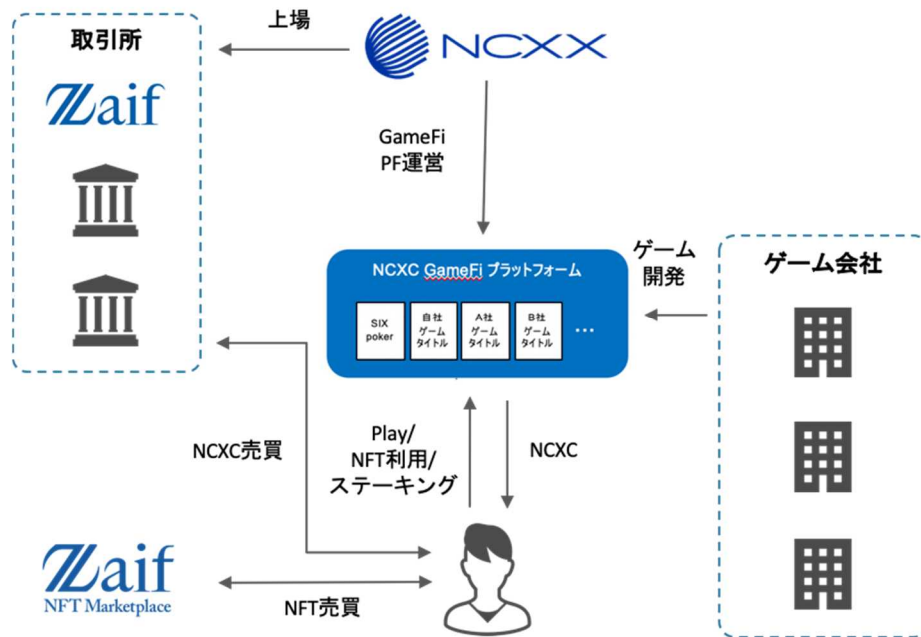 上場
取引所
NCXX
Zaif
GameFi
PF運営
ゲーム
開発
ゲーム会社
NCXC GameFi プラットフォーム
SIX
poker
自社
ゲーム
タイトル
A社
ゲーム
タイトル
B社
ゲーム
タイトル
…
NCXC売買
Play/
NFT利用/
ステーキング
NCXC
Zaif
NFT Marketplace
NFT売買